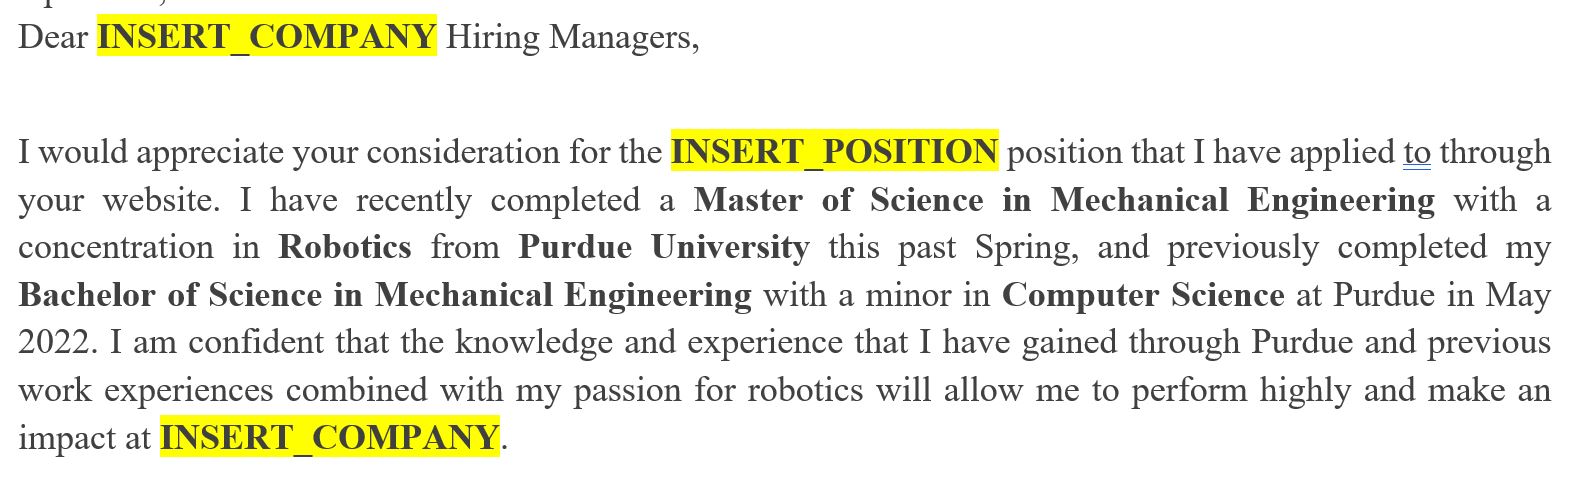 Dear INSERT_COMPANY Hiring Managers,
I would appreciate your consideration for the INSERT_POSITION position that I have applied to through
your website. I have recently completed a Master of Science in Mechanical Engineering with a
concentration in Robotics from Purdue University this past Spring, and previously completed my
Bachelor of Science in Mechanical Engineering with a minor in Computer Science at Purdue in May
2022. I am confident that the knowledge and experience that I have gained through Purdue and previous
work experiences combined with my passion for robotics will allow me to perform highly and make an
impact at INSERT_COMPANY.